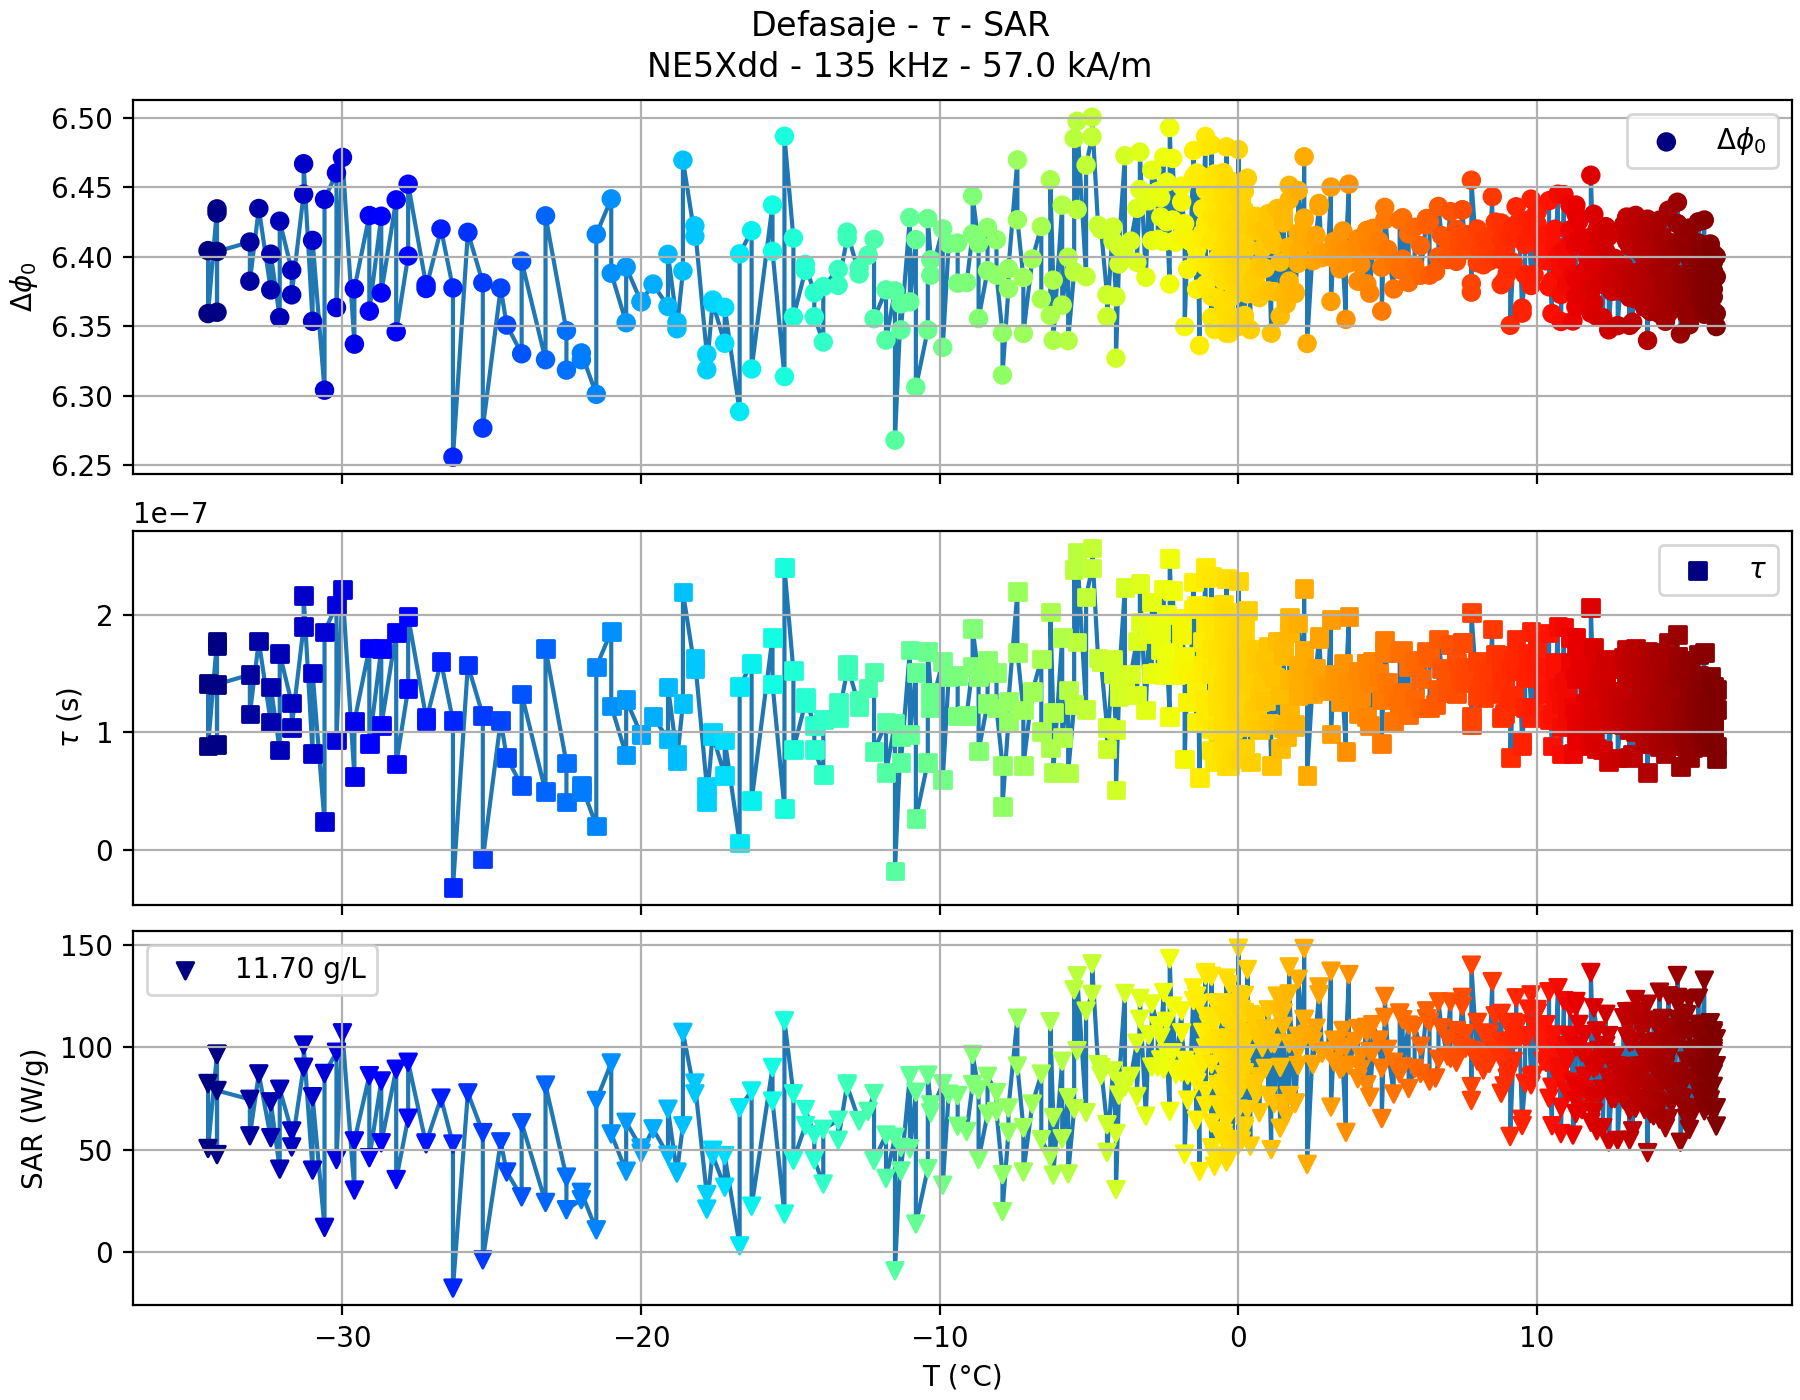 Defasaje - τ - SAR
NE5Xdd - 135 kHz - 57.0 kA/m
6.50
6.45
6.40
6.35
6.30
6.25
Δϕ₀
Δϕ₀
1e−7
2
1
0
τ (s)
τ
150
100
50
0
SAR (W/g)
11.70 g/L
−30
−20
−10
0
10
T (°C)